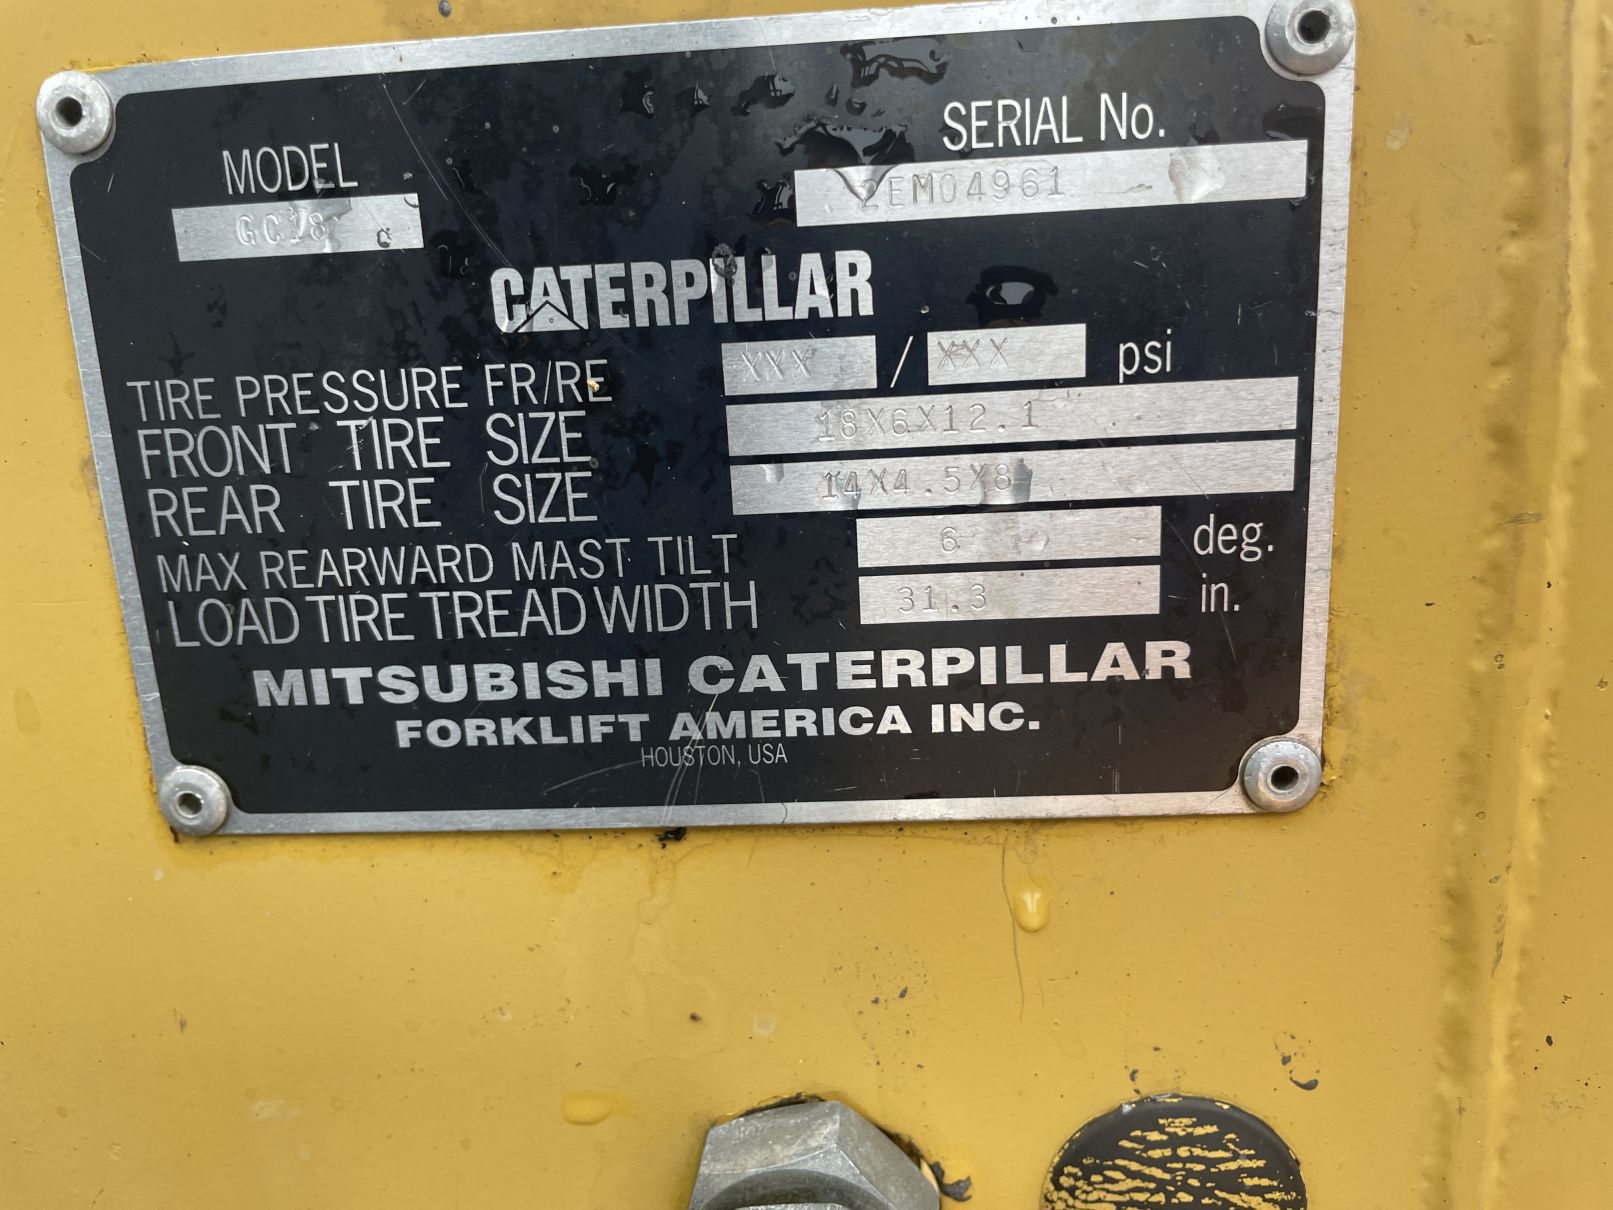 MODEL SERIAL No.
GC18 2EM04961
CATERPILLAR
TIRE PRESSURE FR/RE XXX / XXX psi
FRONT TIRE SIZE 18X6X12.1
REAR TIRE SIZE 14X4.5X8
MAX REARWARD MAST TILT 6 deg.
LOAD TIRE TREAD WIDTH 31.3 in.
MITSUBISHI CATERPILLAR
FORKLIFT AMERICA INC.
HOUSTON, USA